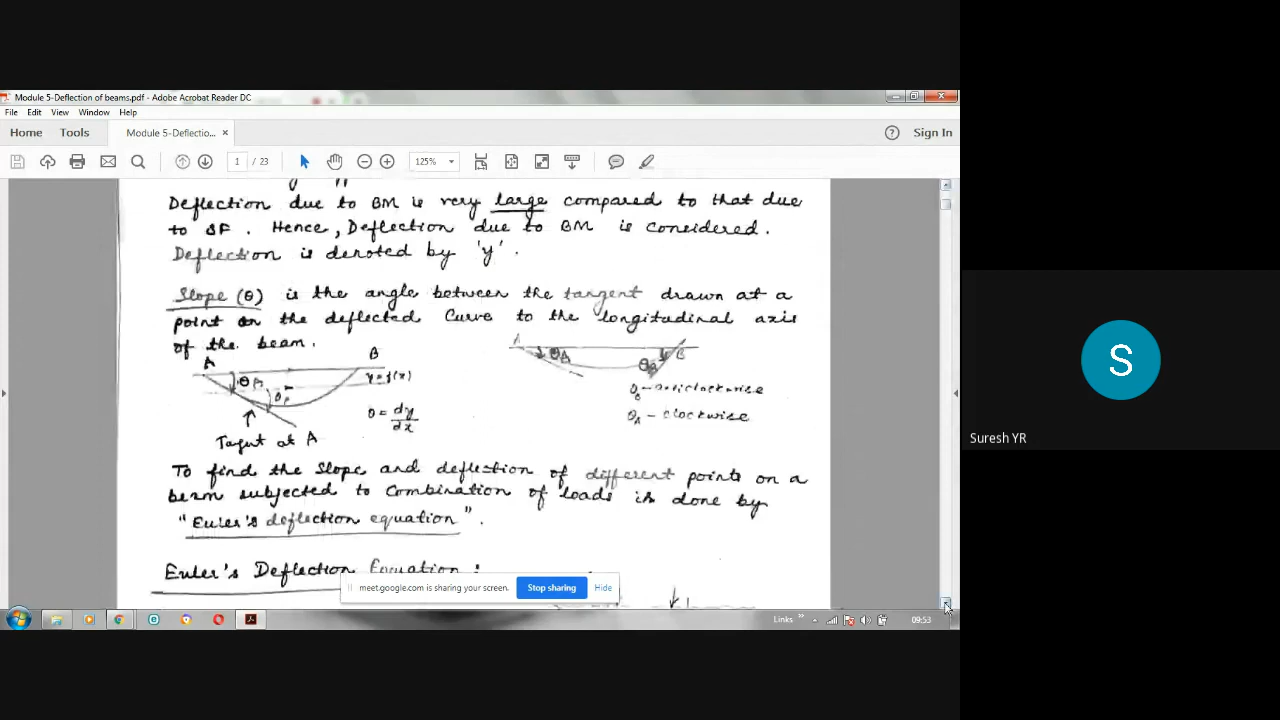 Module 5-Deflection of beams.pdf - Adobe Acrobat Reader DC
File Edit View Window Help
Home Tools Module 5-Deflectio... × Sign In
1 / 23 125%
Deflection due to BM is very large compared to that due
to SF. Hence, Deflection due to BM is considered.
Deflection is denoted by 'y'.
Slope (θ) is the angle between the tangent drawn at a
point on the deflected Curve to the longitudinal axis
of the beam.
A B
θA
y = f(x)
θ = dy/dx
Tagent at A
A θA θB B
θB - anticlockwise
θA - clockwise
To find the slope and deflection of different points on a
beam subjected to Combination of loads is done by
"Euler's deflection equation".
Euler's Deflection Equation:
meet.google.com is sharing your screen. Stop sharing Hide
Links 09:53
S
Suresh YR